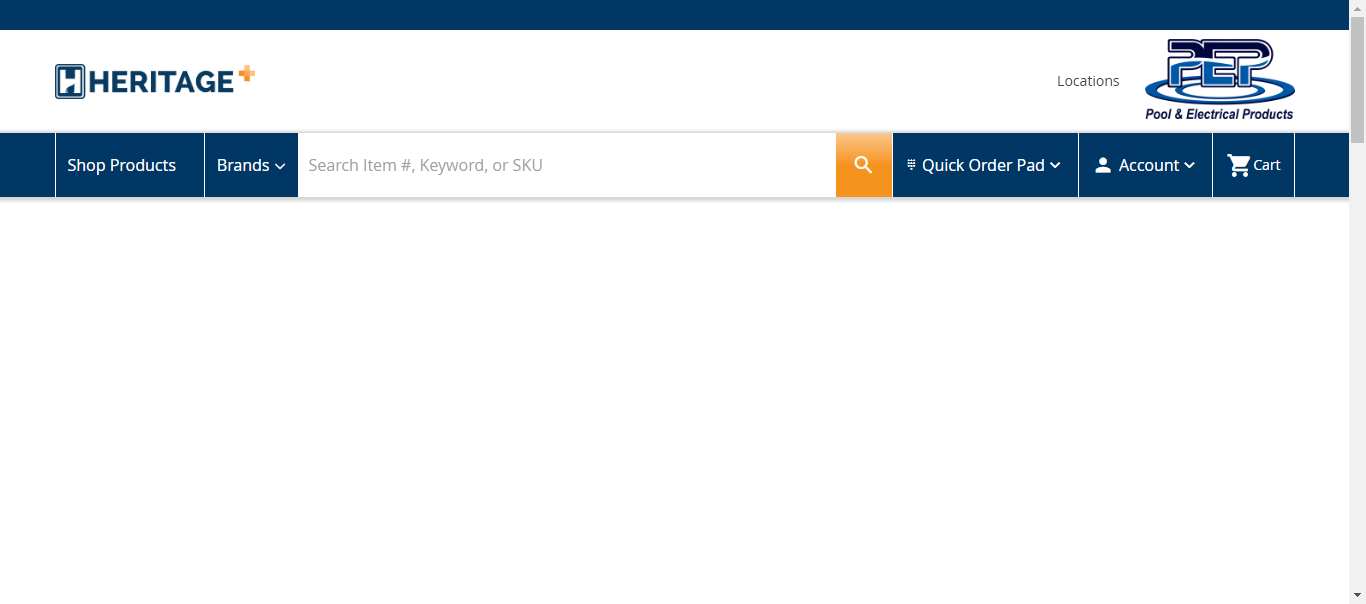 HERITAGE
Locations
PEP
Pool & Electrical Products
Shop Products
Brands
Search Item #, Keyword, or SKU
Quick Order Pad
Account
Cart